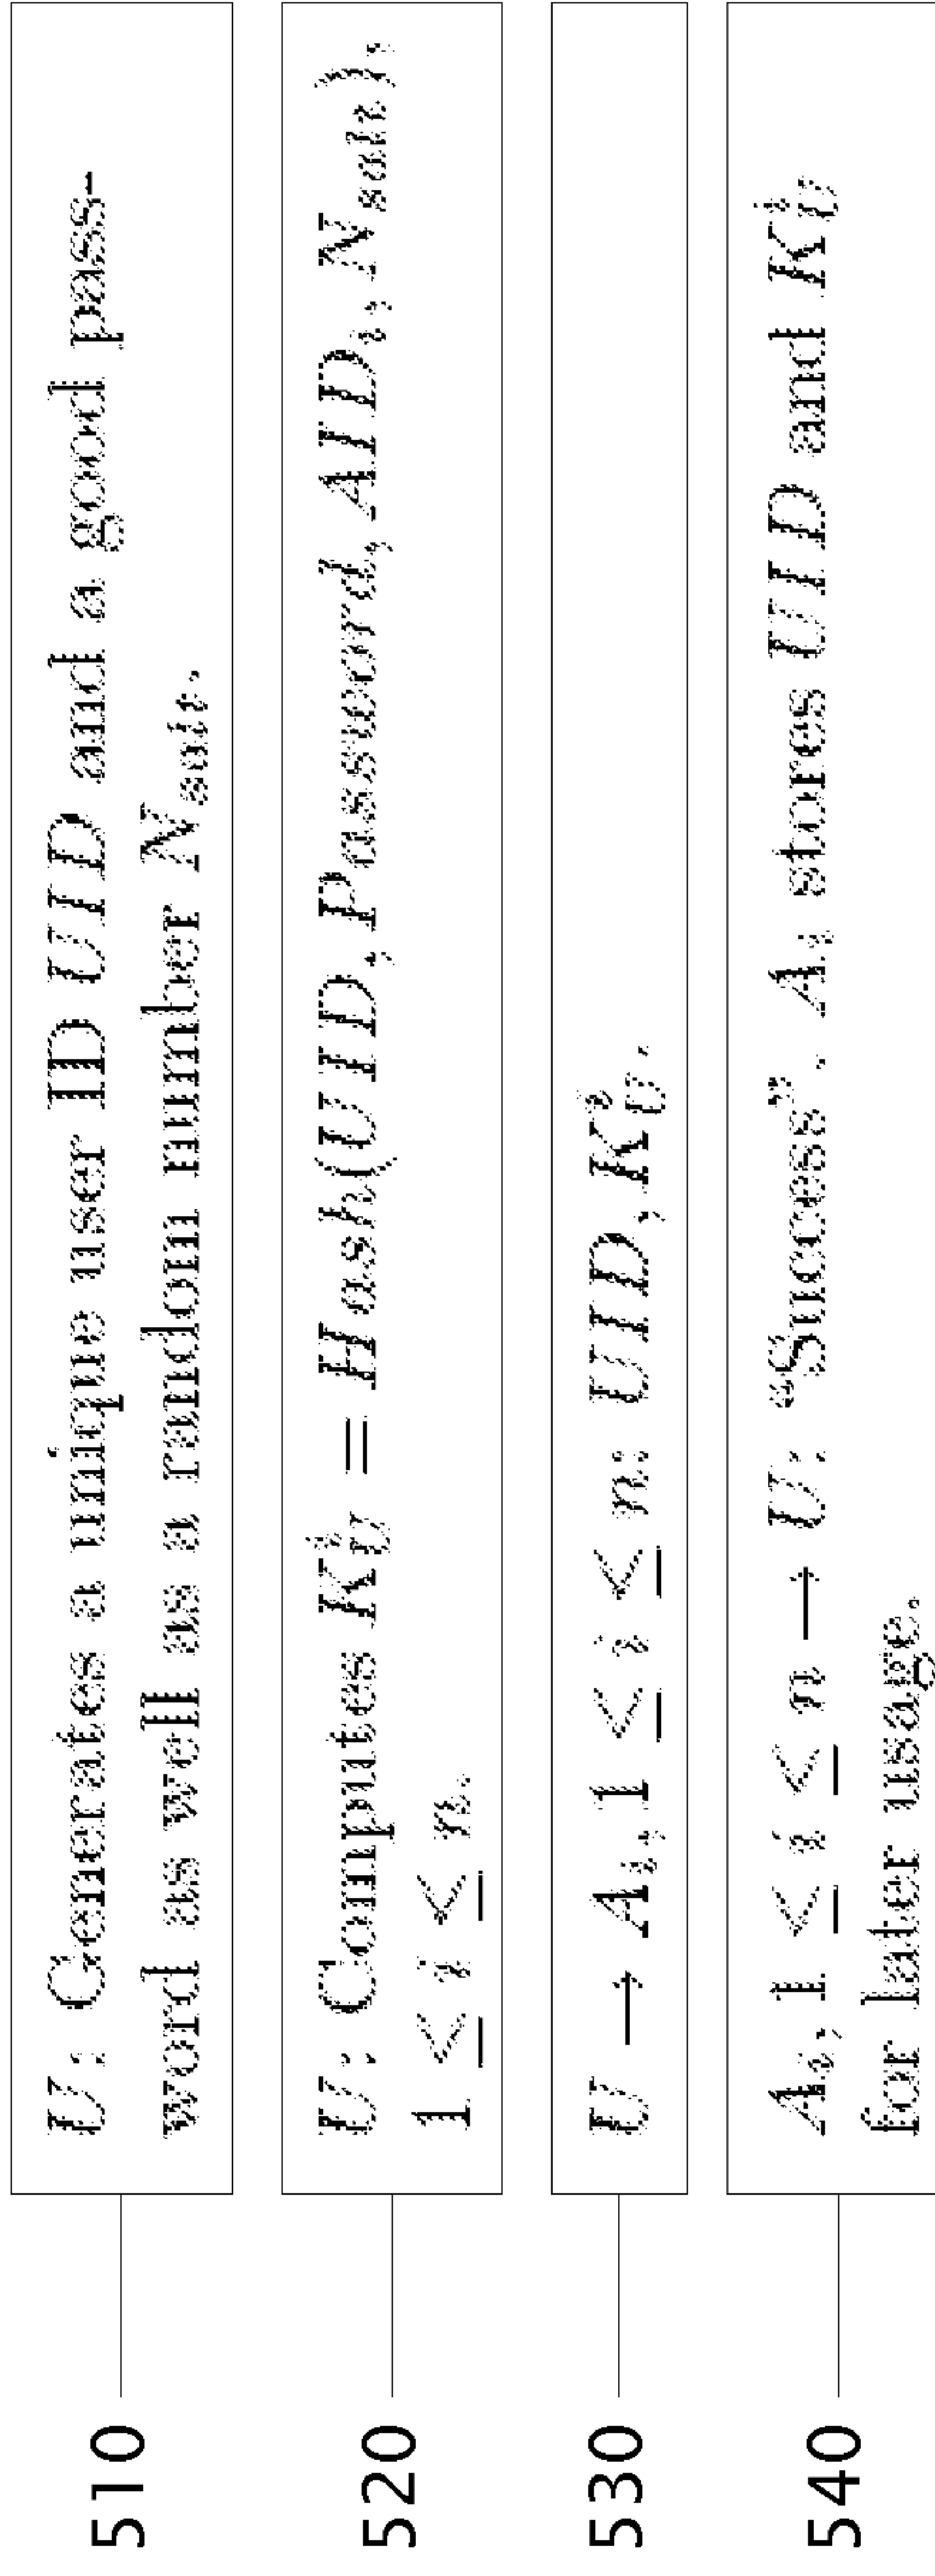 510
U: Generates a unique user ID UID and a good pass-
word as well as a random number N_salt.
520
U: Computes K_U^i = Hash(UID, Password, AID_i, N_salt),
1 ≤ i ≤ n.
530
U → A_i, 1 ≤ i ≤ n: UID, K_U^i.
540
A_i, 1 ≤ i ≤ n → U: "Success". A_i stores UID and K_U^i
for later usage.